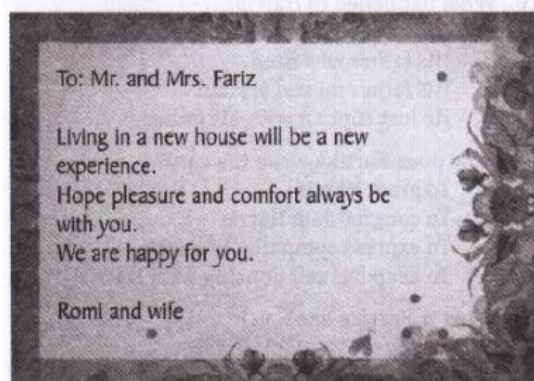 To: Mr. and Mrs. Fariz
Living in a new house will be a new
experience.
Hope pleasure and comfort always be
with you.
We are happy for you.
Romi and wife